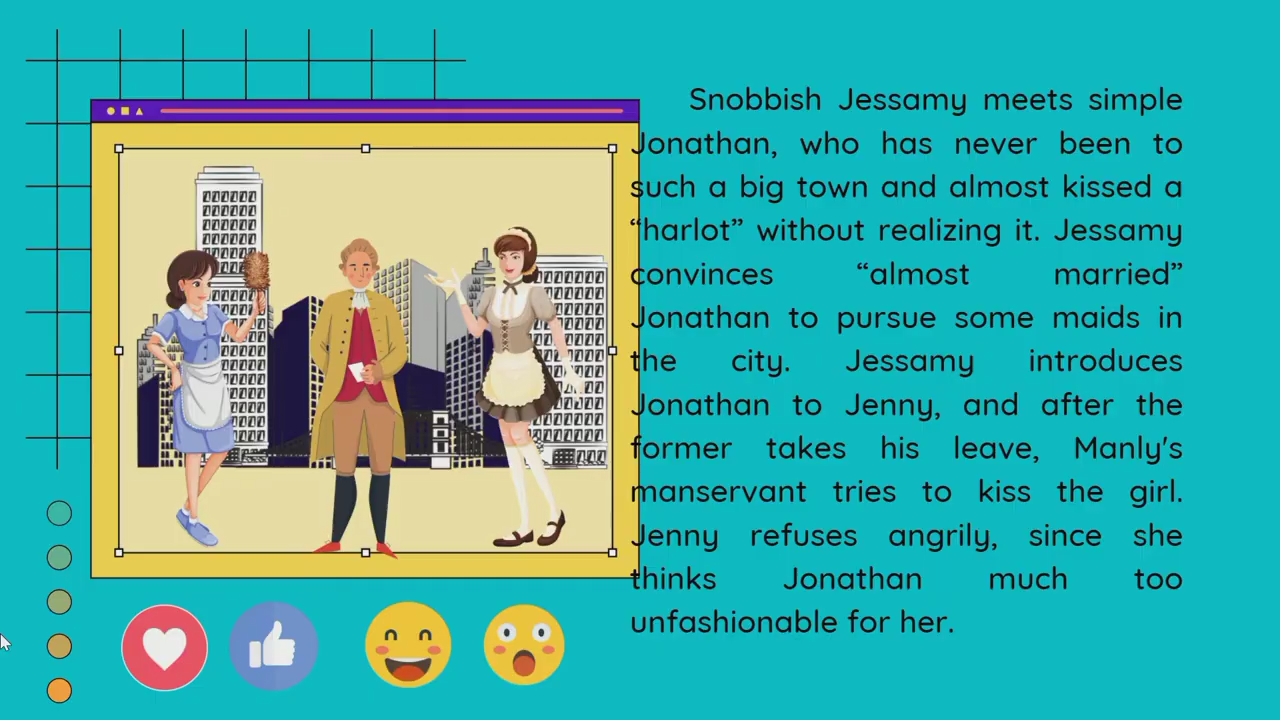 Snobbish Jessamy meets simple
Jonathan, who has never been to
such a big town and almost kissed a
“harlot” without realizing it. Jessamy
convinces “almost married”
Jonathan to pursue some maids in
the city. Jessamy introduces
Jonathan to Jenny, and after the
former takes his leave, Manly's
manservant tries to kiss the girl.
Jenny refuses angrily, since she
thinks Jonathan much too
unfashionable for her.